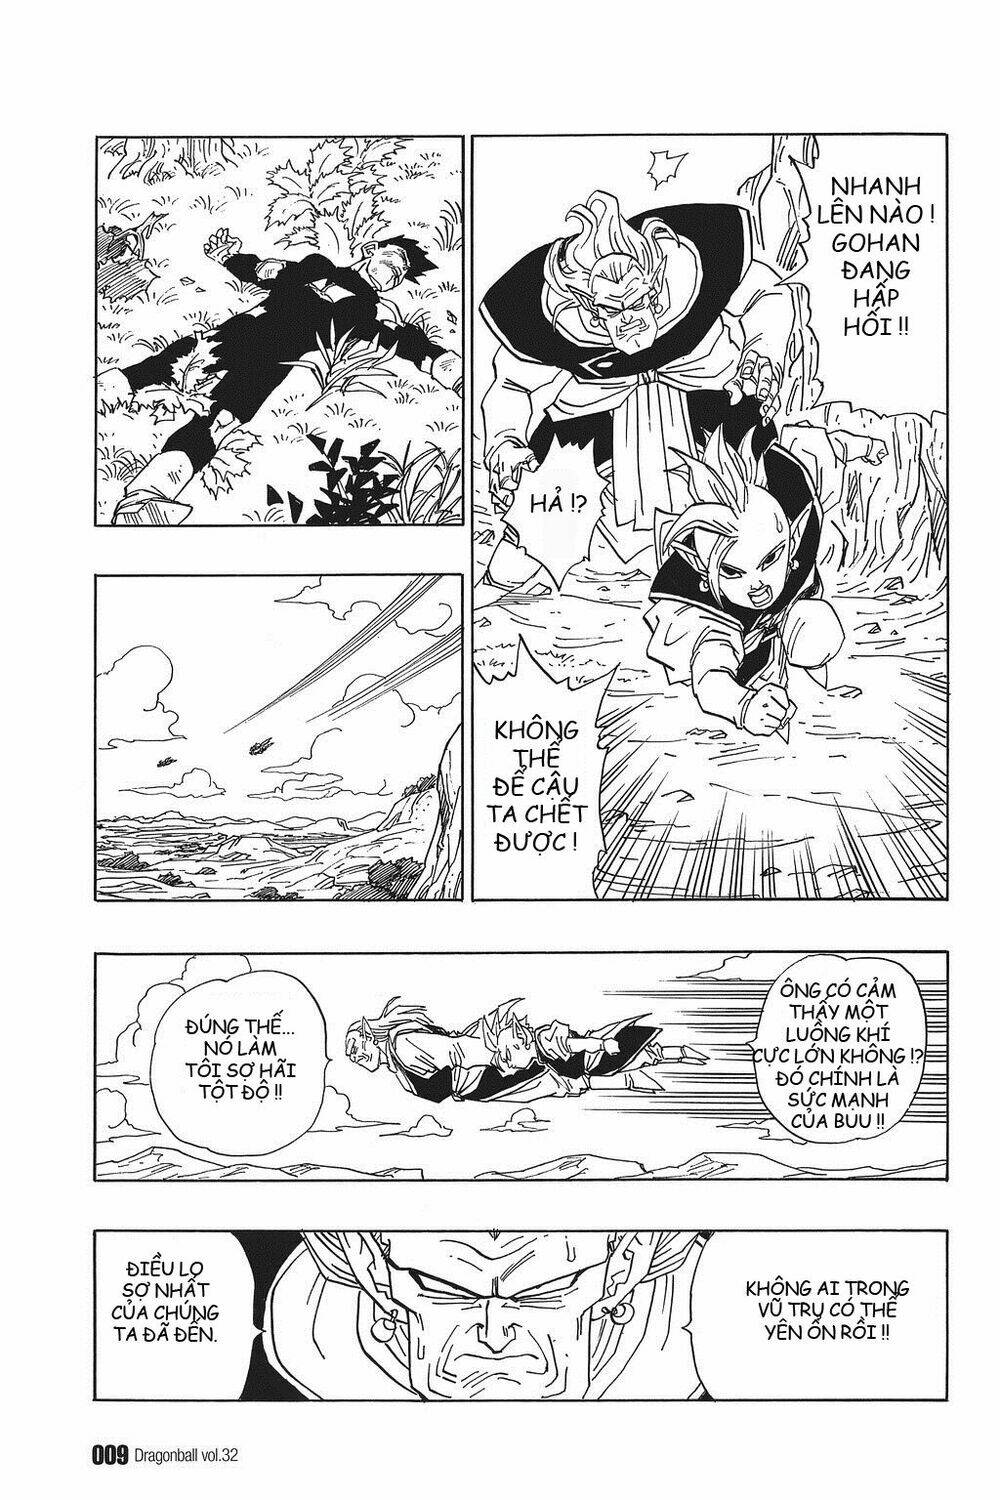 NHANH
LÊN NÀO !
GOHAN
ĐANG
HẤP
HỐI !!
HẢ !?
KHÔNG
THỂ
ĐỂ CẬU
TA CHẾT
ĐƯỢC !
ÔNG CÓ CẢM
THẤY MỘT
LUỒNG KHÍ
CỰC LỚN KHÔNG !?
ĐÓ CHÍNH LÀ
SỨC MẠNH
CỦA BUU !!
ĐÚNG THẾ...
NÓ LÀM
TÔI SỢ HÃI
TỘT ĐỘ !!
KHÔNG AI TRONG
VŨ TRỤ CÓ THỂ
YÊN ỔN RỒI !!
ĐIỀU LO
SỢ NHẤT
CỦA CHÚNG
TA ĐÃ ĐẾN.
009 Dragonball vol.32